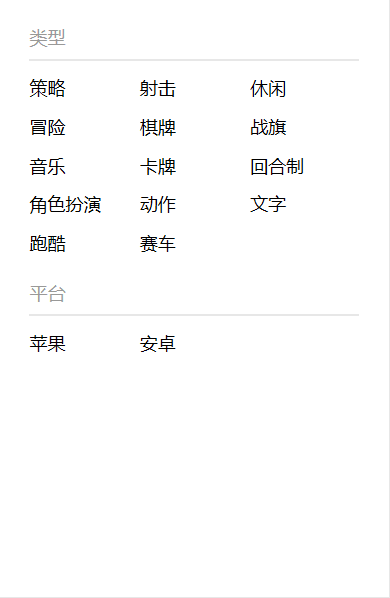 类型
策略 射击 休闲
冒险 棋牌 战旗
音乐 卡牌 回合制
角色扮演 动作 文字
跑酷 赛车
平台
苹果 安卓